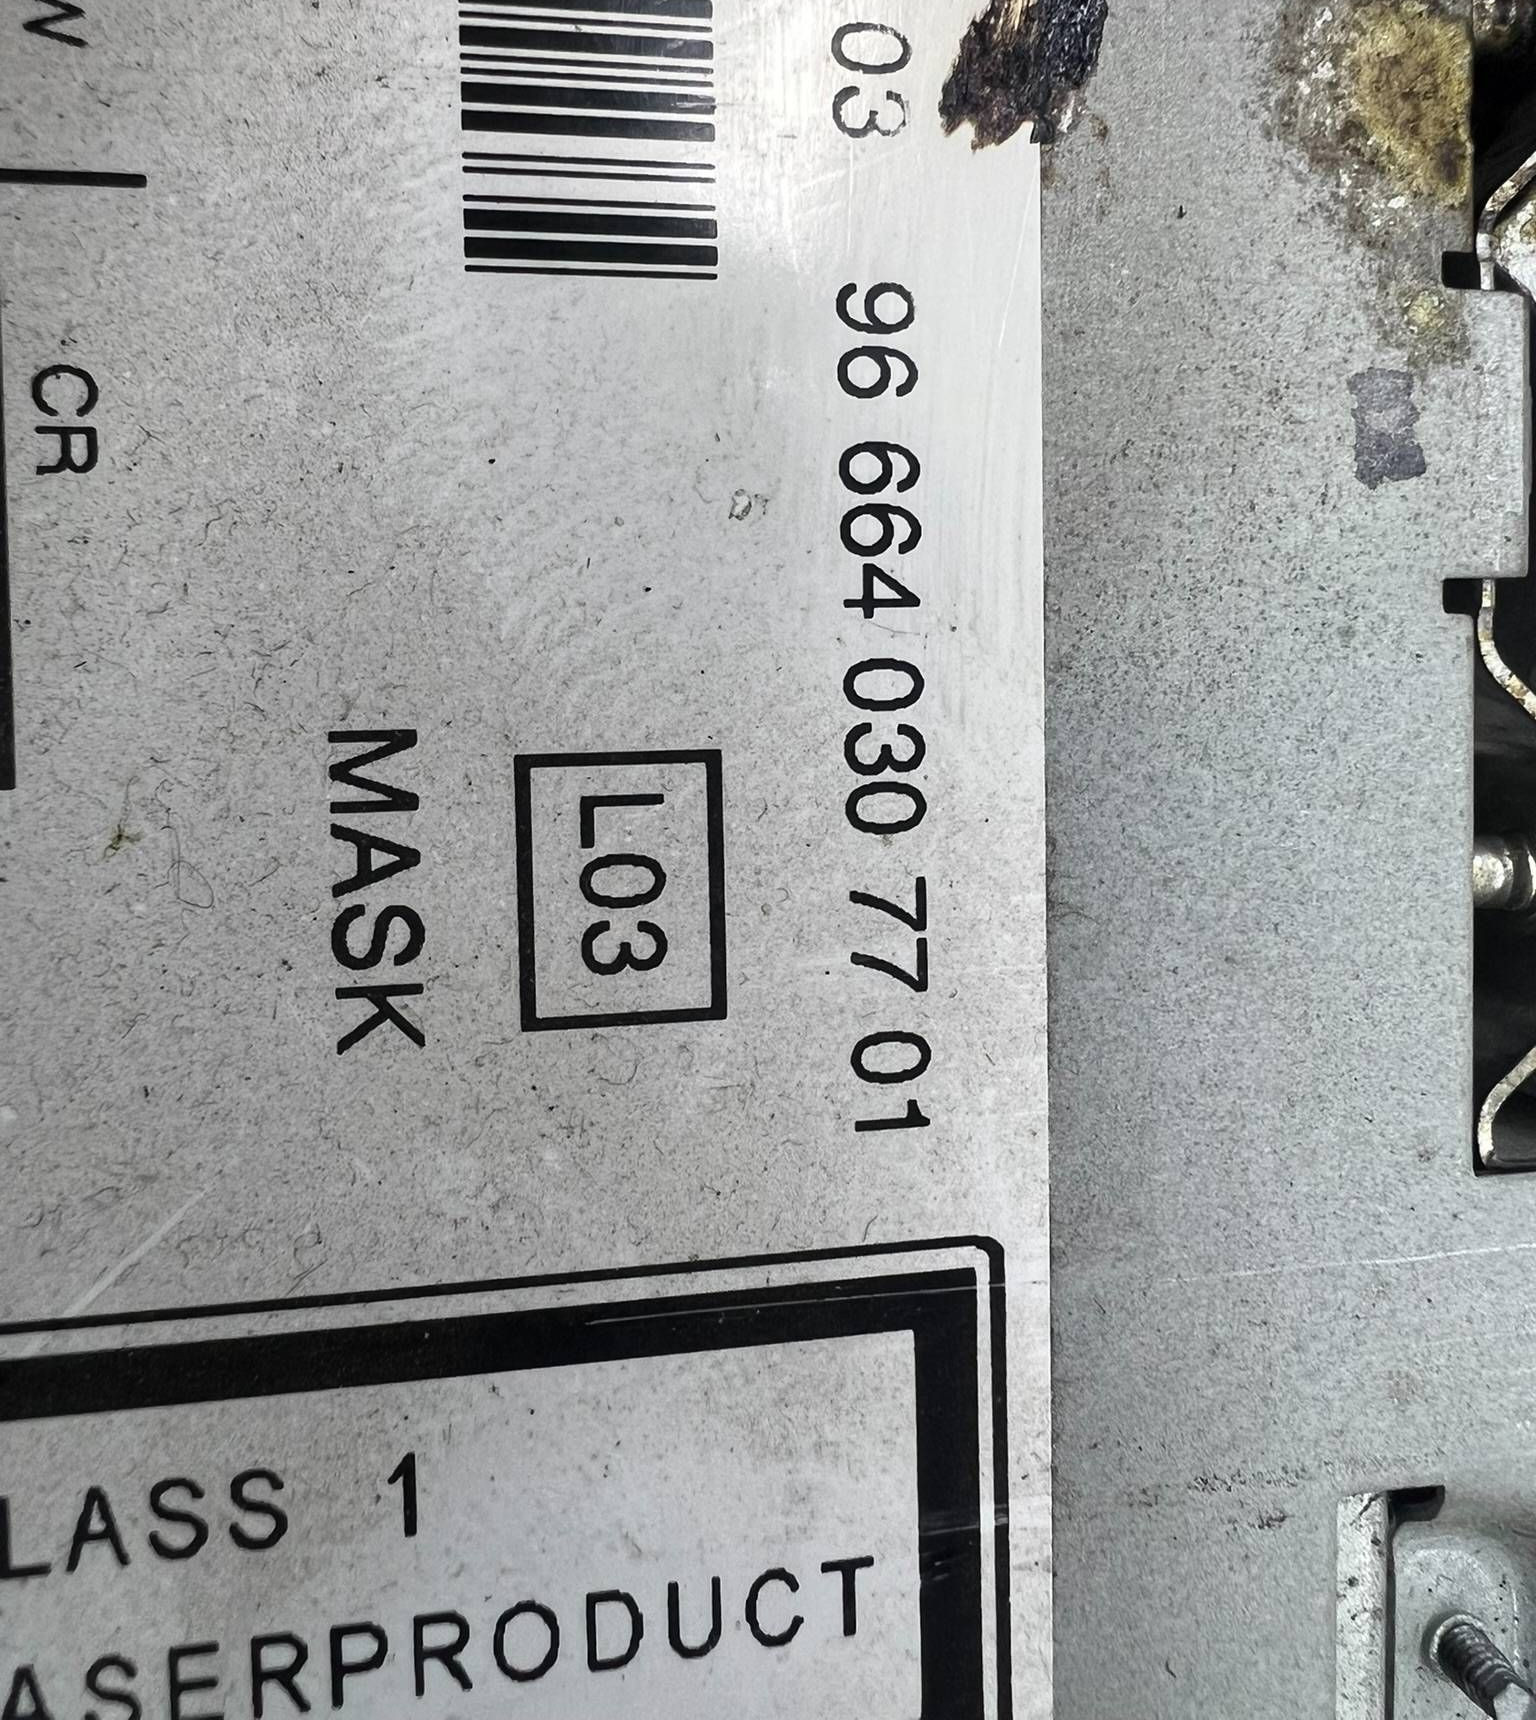 03 96 664 030 77 01
L03
MASK
CR
LASS 1
ASERPRODUCT